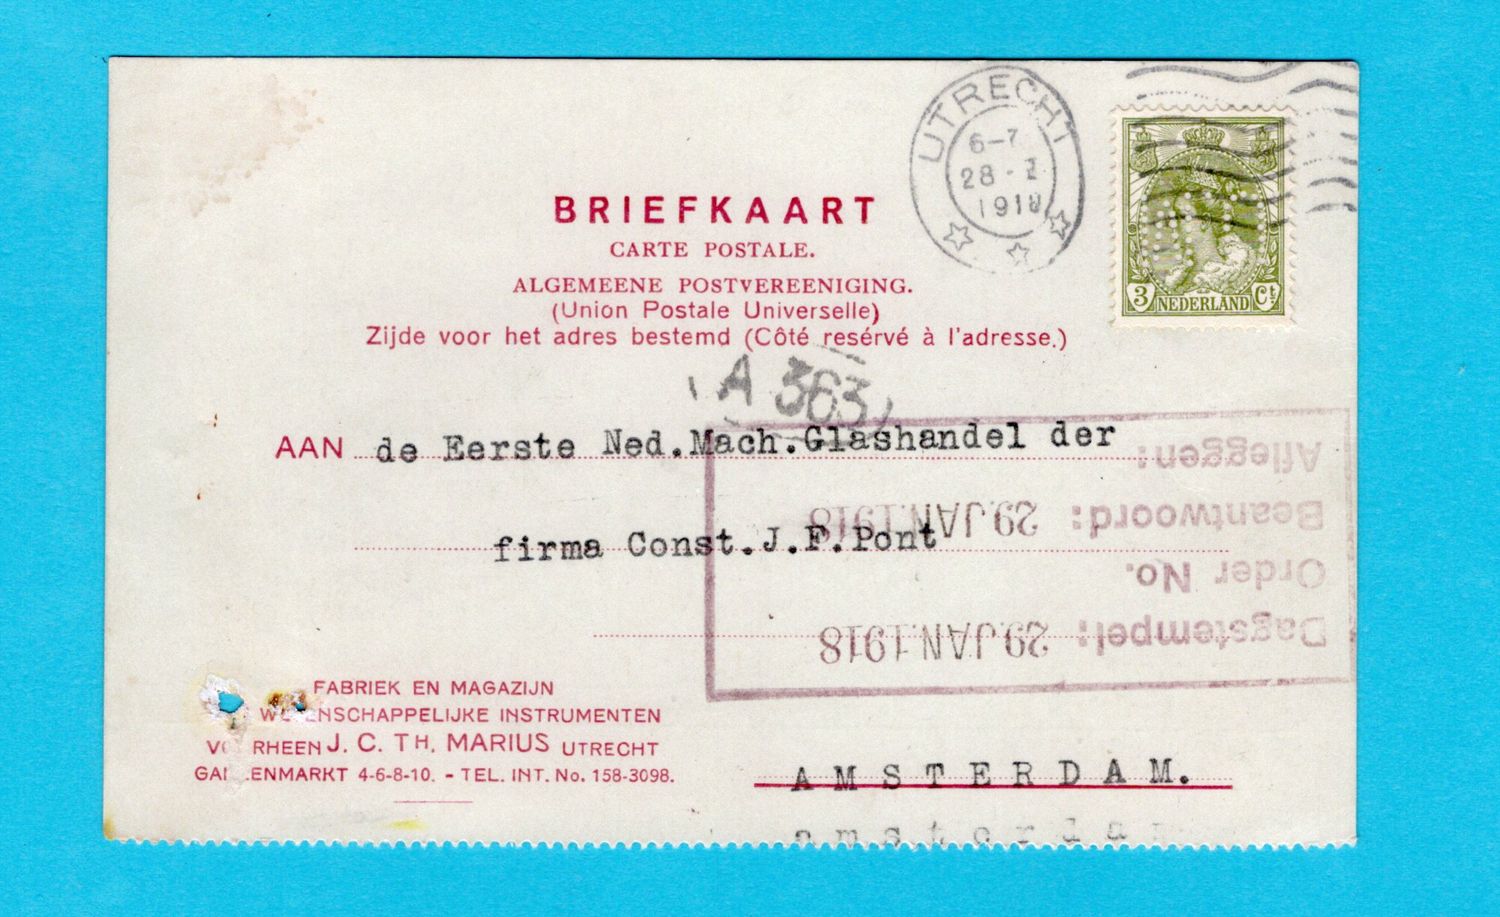 UTRECHT
6-7
28 · I
1918
3 NEDERLAND Ct
BRIEFKAART
CARTE POSTALE.
ALGEMEENE POSTVEREENIGING.
(Union Postale Universelle)
Zijde voor het adres bestemd (Côté resérvé à l'adresse.)
A 363
AAN de Eerste Ned.Mach.Glashandel der
firma Const.J.F.Pont
Afleggen:
Beantwoord: 29.JAN.1918
Order No.
Dagstempel: 29.JAN.1918
FABRIEK EN MAGAZIJN
INSTRUMENTEN
J. C. TH. MARIUS UTRECHT
4-6-8-10. - TEL. INT. No. 158-3098.
AMSTERDAM.
amsterdam